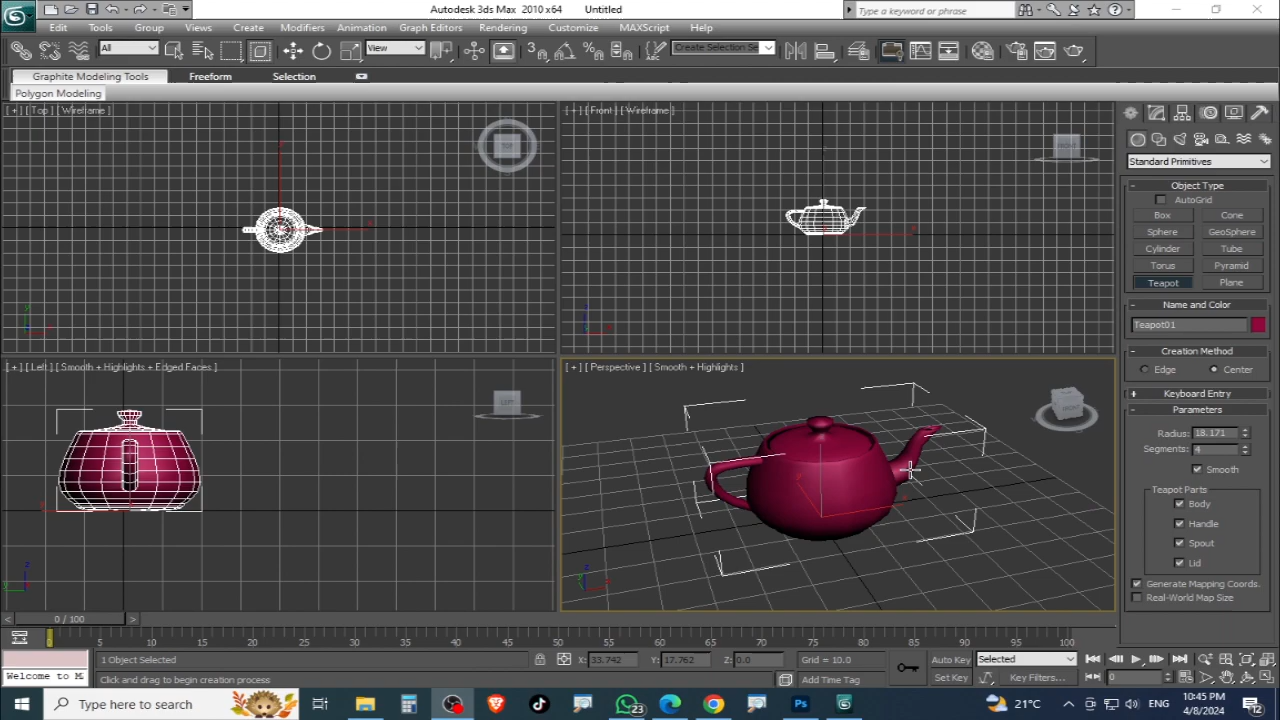 Autodesk 3ds Max 2010 x64 Untitled
Type a keyword or phrase
Edit Tools Group Views Create Modifiers Animation Graph Editors Rendering Customize MAXScript Help
All View Create Selection Se
Graphite Modeling Tools Freeform Selection
Polygon Modeling
[ + ] [ Top ] [ Wireframe ]
TOP
[ + ] [ Front ] [ Wireframe ]
FRONT
[ + ] [ Left ] [ Smooth + Highlights + Edged Faces ]
LEFT
[ + ] [ Perspective ] [ Smooth + Highlights ]
FRONT
Standard Primitives
Object Type
AutoGrid
Box Cone
Sphere GeoSphere
Cylinder Tube
Torus Pyramid
Teapot Plane
Name and Color
Teapot01
Creation Method
Edge Center
Keyboard Entry
Parameters
Radius: 18.171
Segments: 4
Smooth
Teapot Parts
Body
Handle
Spout
Lid
Generate Mapping Coords.
Real-World Map Size
< 0 / 100 >
0 5 10 15 20 25 30 35 40 45 50 55 60 65 70 75 80 85 90 95 100
1 Object Selected X: 33.742 Y: 17.762 Z: 0.0 Grid = 10.0 Auto Key Selected
Welcome to M Click and drag to begin creation process Add Time Tag Set Key Key Filters... 0
Type here to search
23
Ps
21°C
10:45 PM
4/8/2024